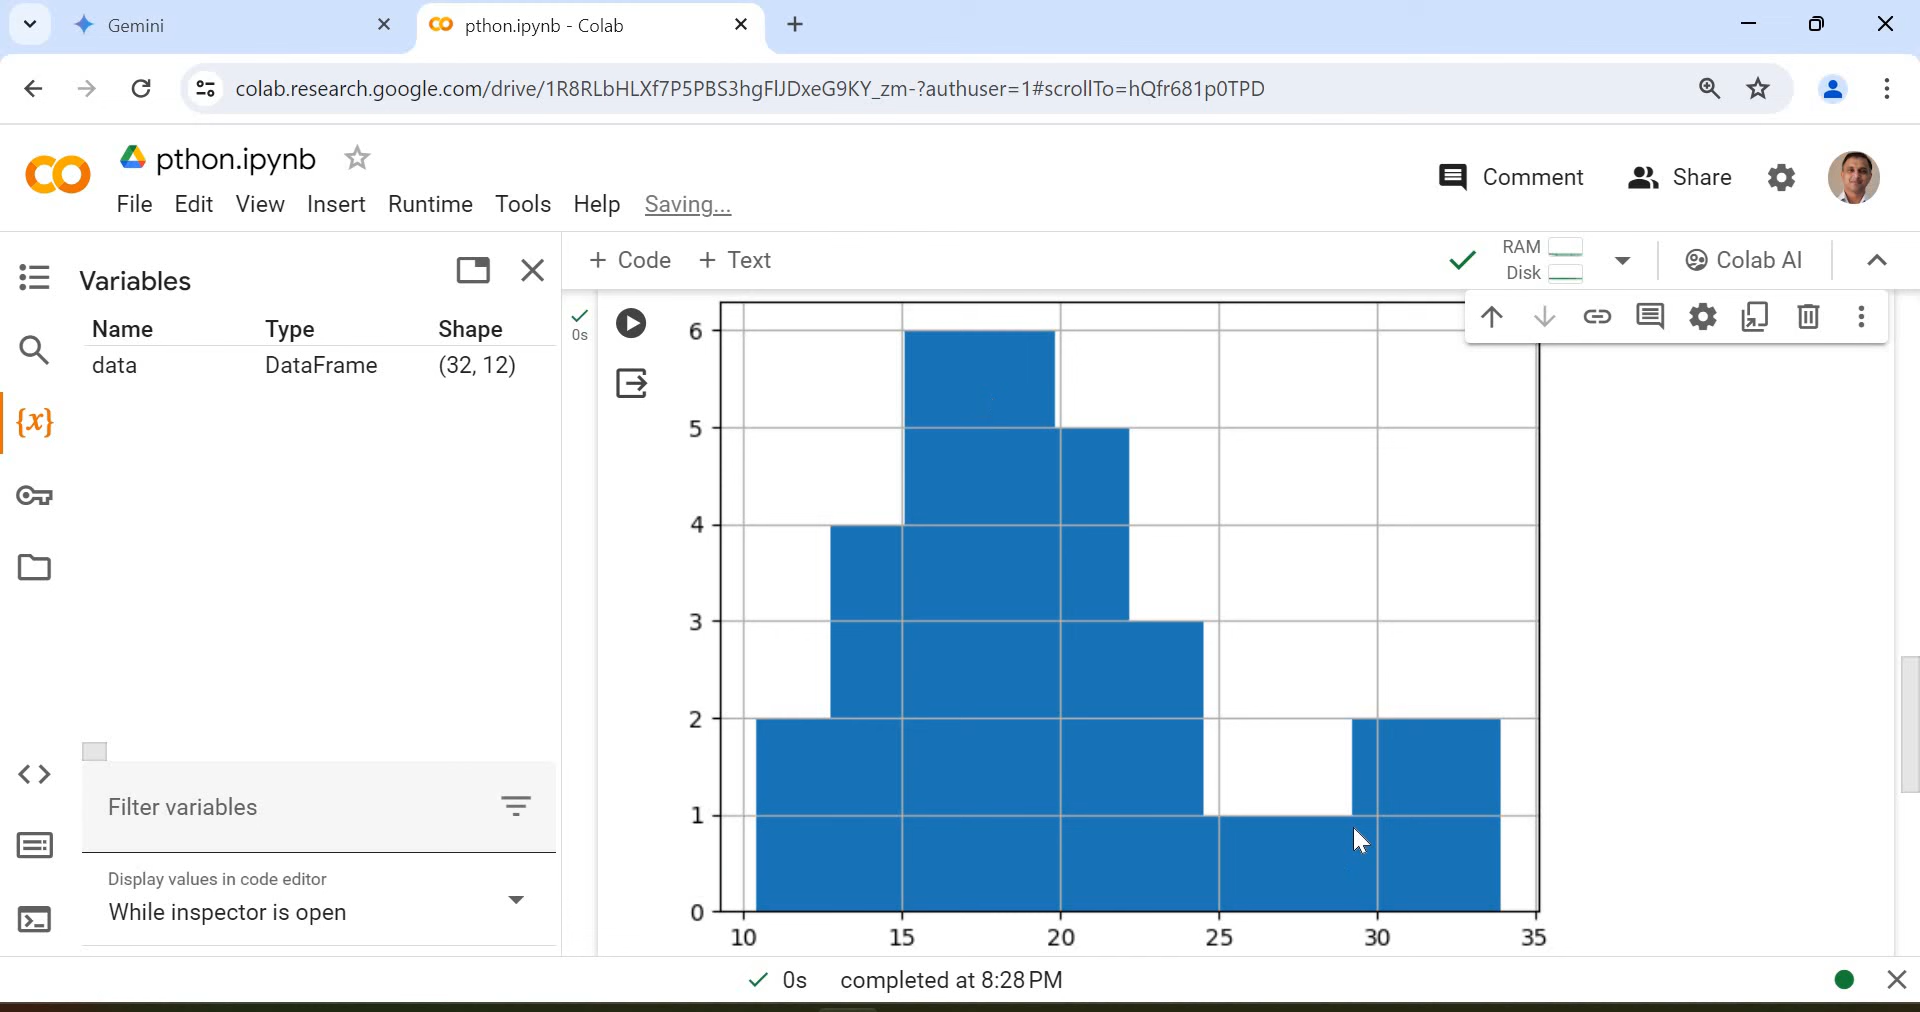 Gemini
pthon.ipynb - Colab
colab.research.google.com/drive/1R8RLbHLXf7P5PBS3hgFlJDxeG9KY_zm-?authuser=1#scrollTo=hQfr681p0TPD
pthon.ipynb
File Edit View Insert Runtime Tools Help Saving...
Comment
Share
Variables
Name Type Shape
data DataFrame (32, 12)
Filter variables
Display values in code editor
While inspector is open
+ Code + Text
RAM
Disk
Colab AI
0s
6
5
4
3
2
1
0
10 15 20 25 30 35
0s completed at 8:28 PM